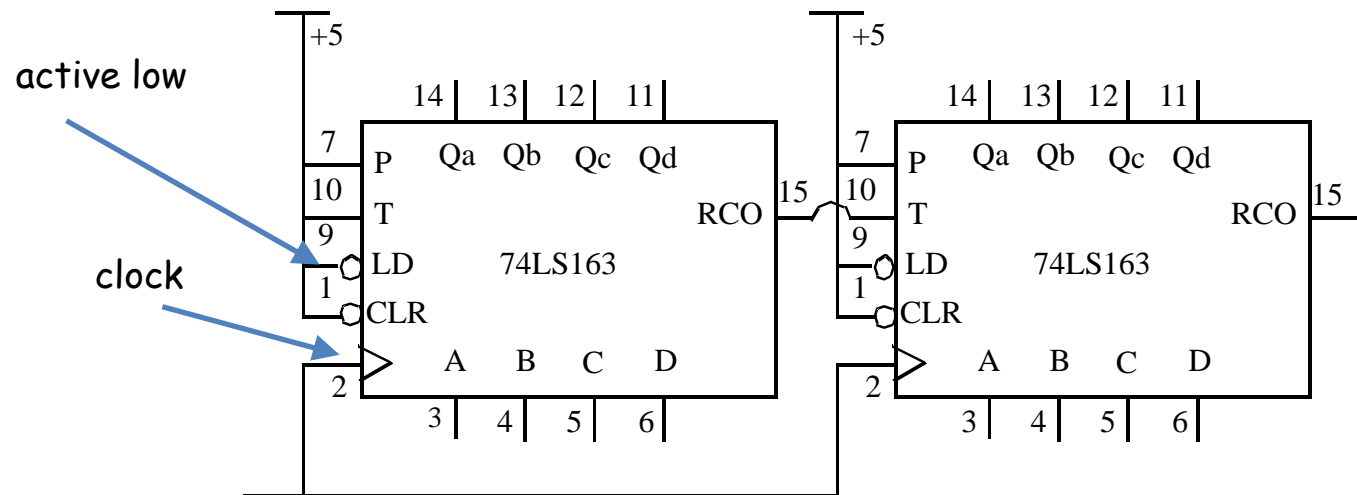 +5 +5
active low
14 13 12 11 14 13 12 11
7 P Qa Qb Qc Qd 7 P Qa Qb Qc Qd
10 T RCO 15 10 T RCO 15
9 LD 74LS163 9 LD 74LS163
clock
1 CLR 1 CLR
2 A B C D 2 A B C D
3 4 5 6 3 4 5 6